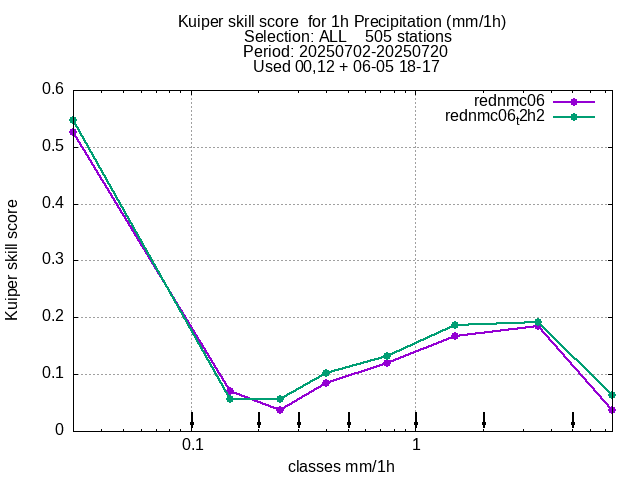 Kuiper skill score  for 1h Precipitation (mm/1h)
Selection: ALL    505 stations
Period: 20250702-20250720
Used 00,12 + 06-05 18-17
rednmc06
rednmc06t2h2
0.6
0.5
0.4
0.3
0.2
0.1
0
Kuiper skill score
0.1
1
classes mm/1h